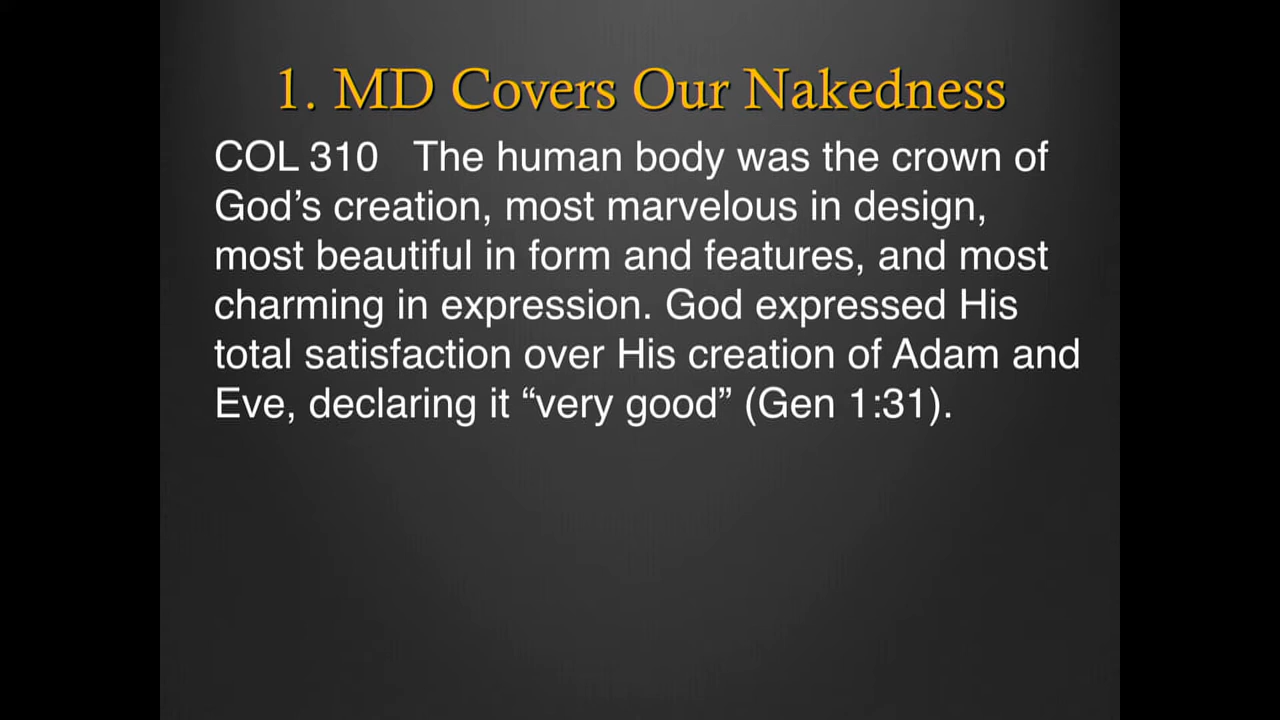 1. MD Covers Our Nakedness
COL 310   The human body was the crown of
God’s creation, most marvelous in design,
most beautiful in form and features, and most
charming in expression. God expressed His
total satisfaction over His creation of Adam and
Eve, declaring it “very good” (Gen 1:31).